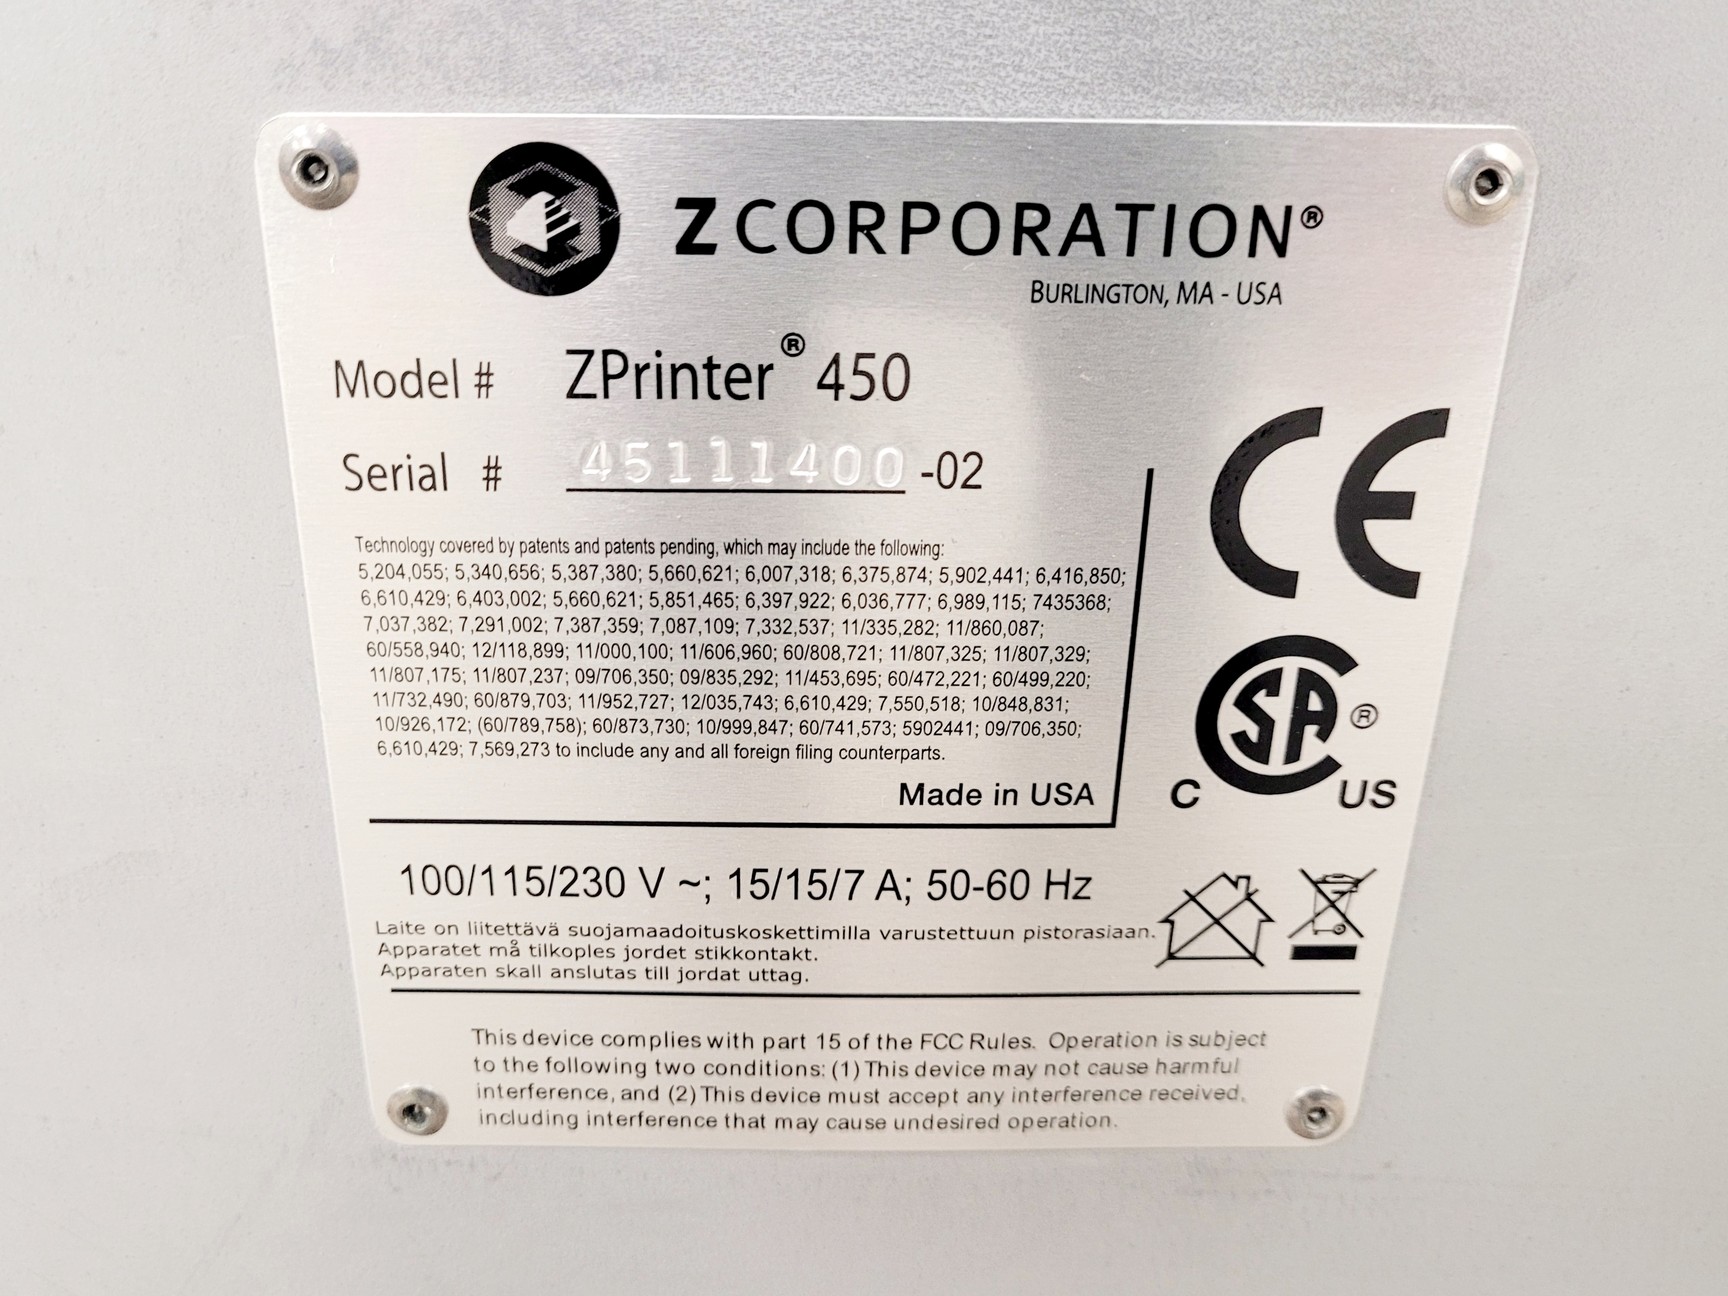 Z CORPORATION®
BURLINGTON, MA - USA
Model # ZPrinter® 450
Serial # 45111400 -02
Technology covered by patents and patents pending, which may include the following:
5,204,055; 5,340,656; 5,387,380; 5,660,621; 6,007,318; 6,375,874; 5,902,441; 6,416,850;
6,610,429; 6,403,002; 5,660,621; 5,851,465; 6,397,922; 6,036,777; 6,989,115; 7435368;
7,037,382; 7,291,002; 7,387,359; 7,087,109; 7,332,537; 11/335,282; 11/860,087;
60/558,940; 12/118,899; 11/000,100; 11/606,960; 60/808,721; 11/807,325; 11/807,329;
11/807,175; 11/807,237; 09/706,350; 09/835,292; 11/453,695; 60/472,221; 60/499,220;
11/732,490; 60/879,703; 11/952,727; 12/035,743; 6,610,429; 7,550,518; 10/848,831;
10/926,172; (60/789,758); 60/873,730; 10/999,847; 60/741,573; 5902441; 09/706,350;
6,610,429; 7,569,273 to include any and all foreign filing counterparts.
Made in USA
CE
CSA®
C US
100/115/230 V ~; 15/15/7 A; 50-60 Hz
Laite on liitettävä suojamaadoituskoskettimilla varustettuun pistorasiaan.
Apparatet må tilkoples jordet stikkontakt.
Apparaten skall anslutas till jordat uttag.
This device complies with part 15 of the FCC Rules. Operation is subject
to the following two conditions: (1) This device may not cause harmful
interference, and (2) This device must accept any interference received,
including interference that may cause undesired operation.